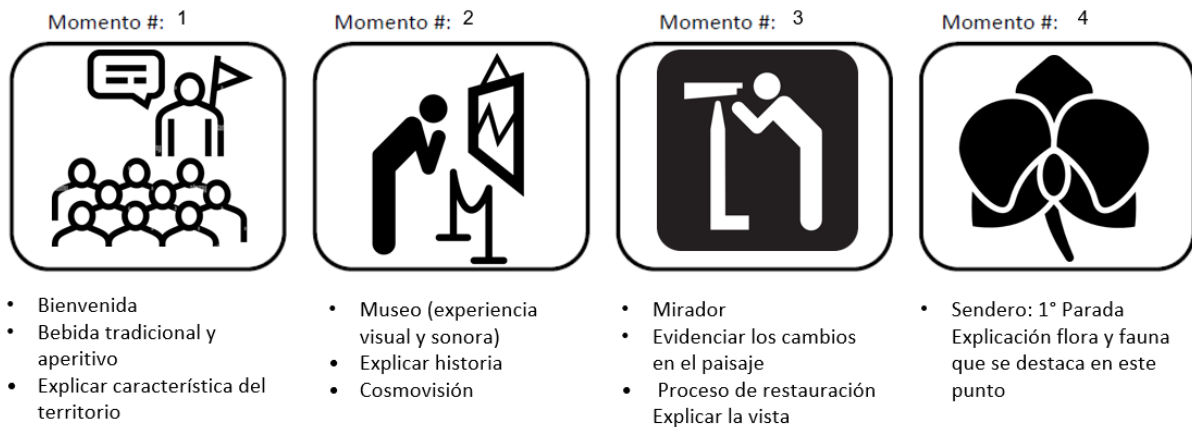 Momento #: 1
• Bienvenida
• Bebida tradicional y
aperitivo
• Explicar característica del
territorio
Momento #: 2
• Museo (experiencia
visual y sonora)
• Explicar historia
• Cosmovisión
Momento #: 3
• Mirador
• Evidenciar los cambios
en el paisaje
• Proceso de restauración
Explicar la vista
Momento #: 4
• Sendero: 1° Parada
Explicación flora y fauna
que se destaca en este
punto